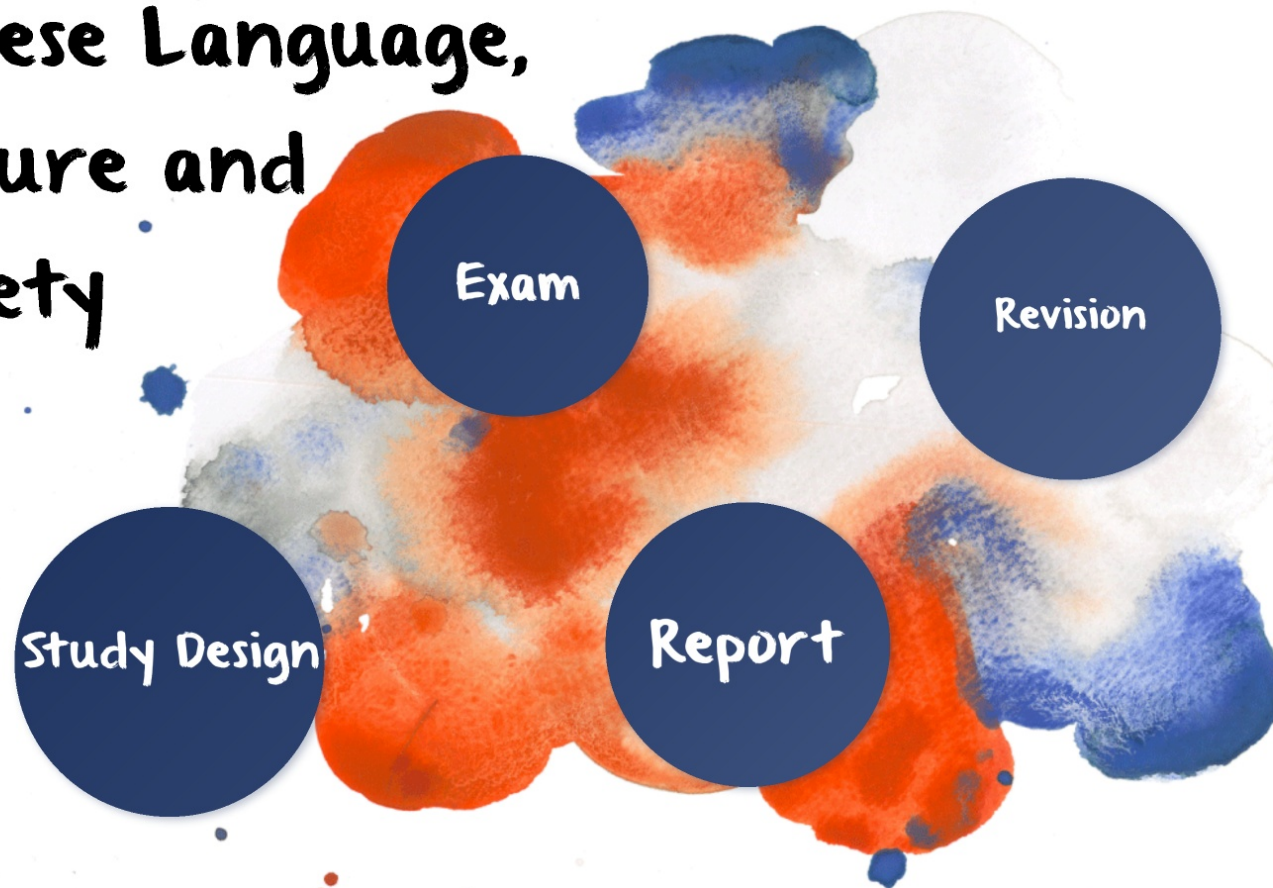 ese Language,
ure and
ety
Exam
Revision
Study Design
Report